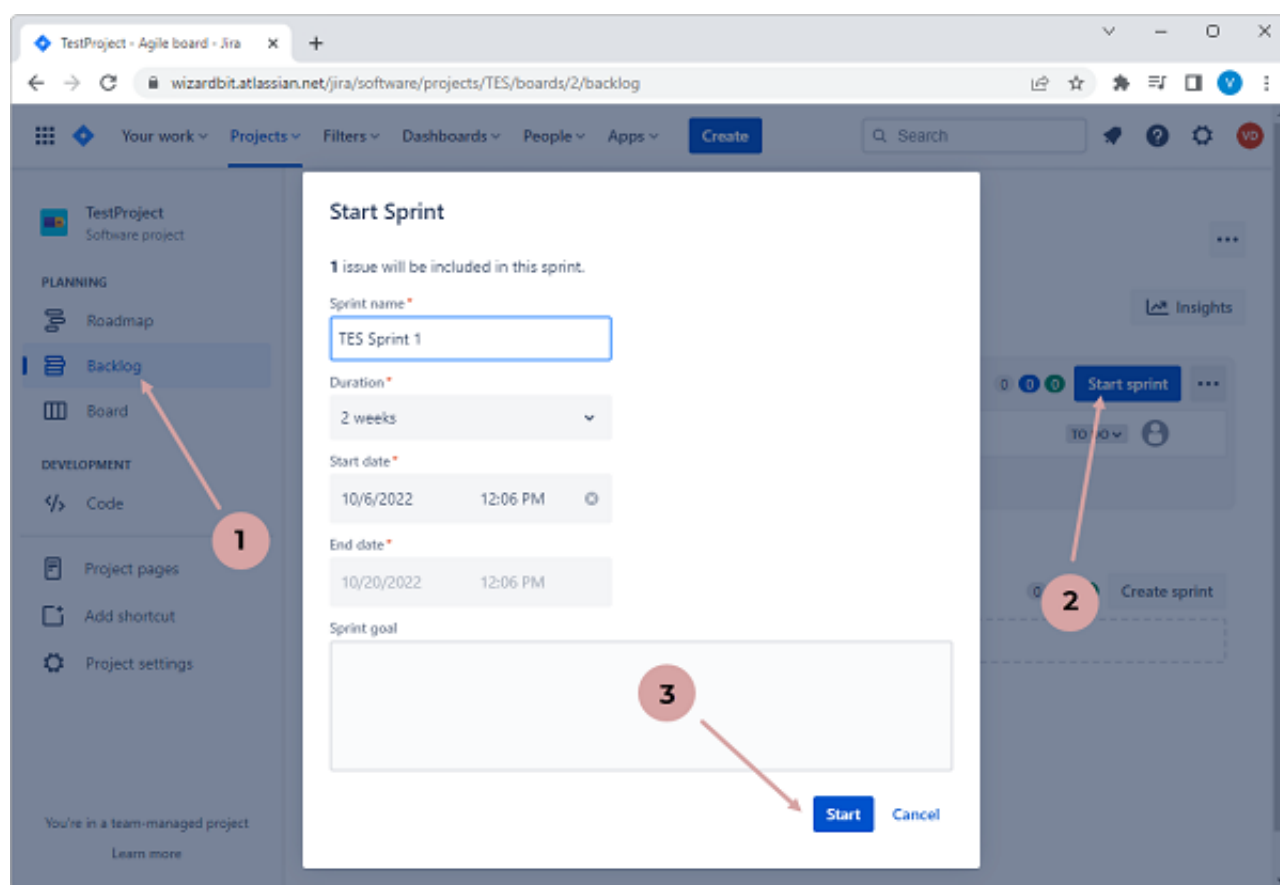 TestProject - Agile board - Jira
wizardbit.atlassian.net/jira/software/projects/TES/boards/2/backlog
V
Your work Projects Filters Dashboards People Apps Create Search VD
TestProject
Software project
PLANNING
Roadmap
Backlog
Board
DEVELOPMENT
Code
1
Project pages
Add shortcut
Project settings
You're in a team-managed project
Learn more
Start Sprint
1 issue will be included in this sprint.
Sprint name*
TES Sprint 1
Duration*
2 weeks
Start date*
10/6/2022 12:06 PM
End date*
10/20/2022 12:06 PM
Sprint goal
3
Start Cancel
Insights
0 0 0 Start sprint
TO DO
0 Create sprint
2